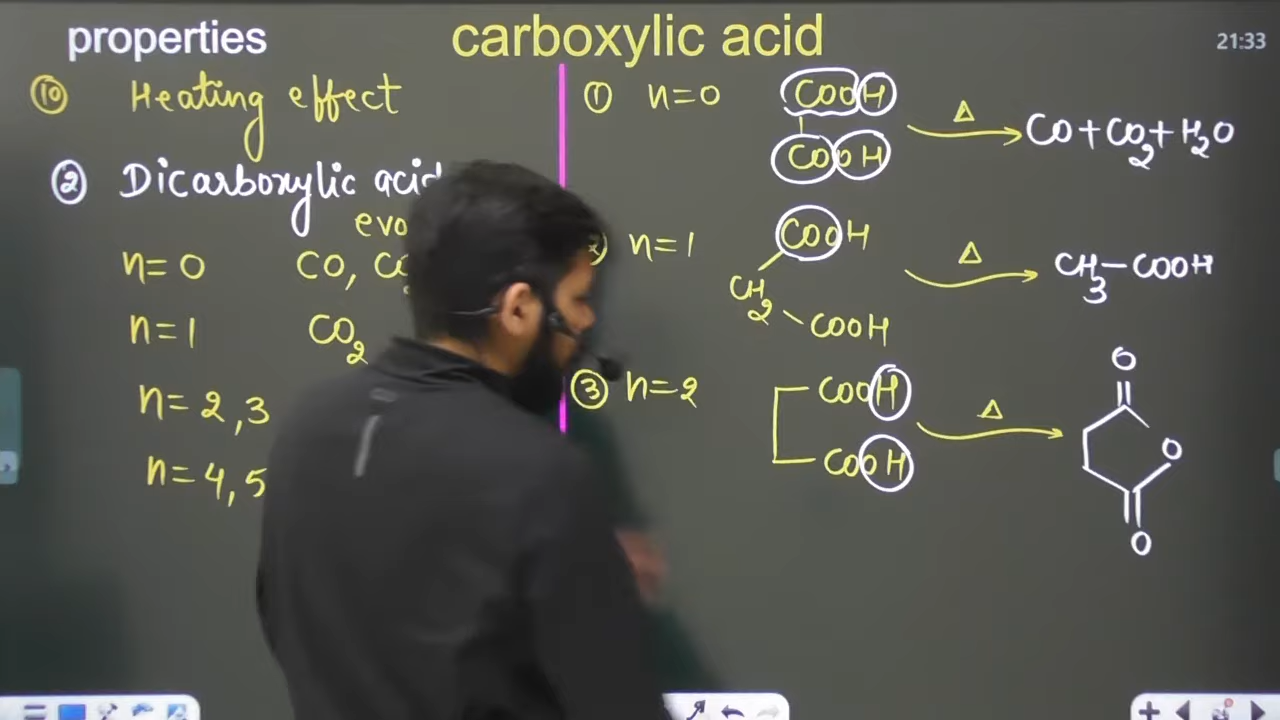 properties
carboxylic acid
21:33
⑩ Heating effect
② Dicarboxylic acid
n=0 CO,
n=1 CO₂
n=2,3
n=4,5
① n=0
COOH
COOH
Δ
CO+CO₂+H₂O
n=1
COOH
CH₂
COOH
Δ
CH₃-COOH
③ n=2
COOH
COOH
Δ
O
O
O